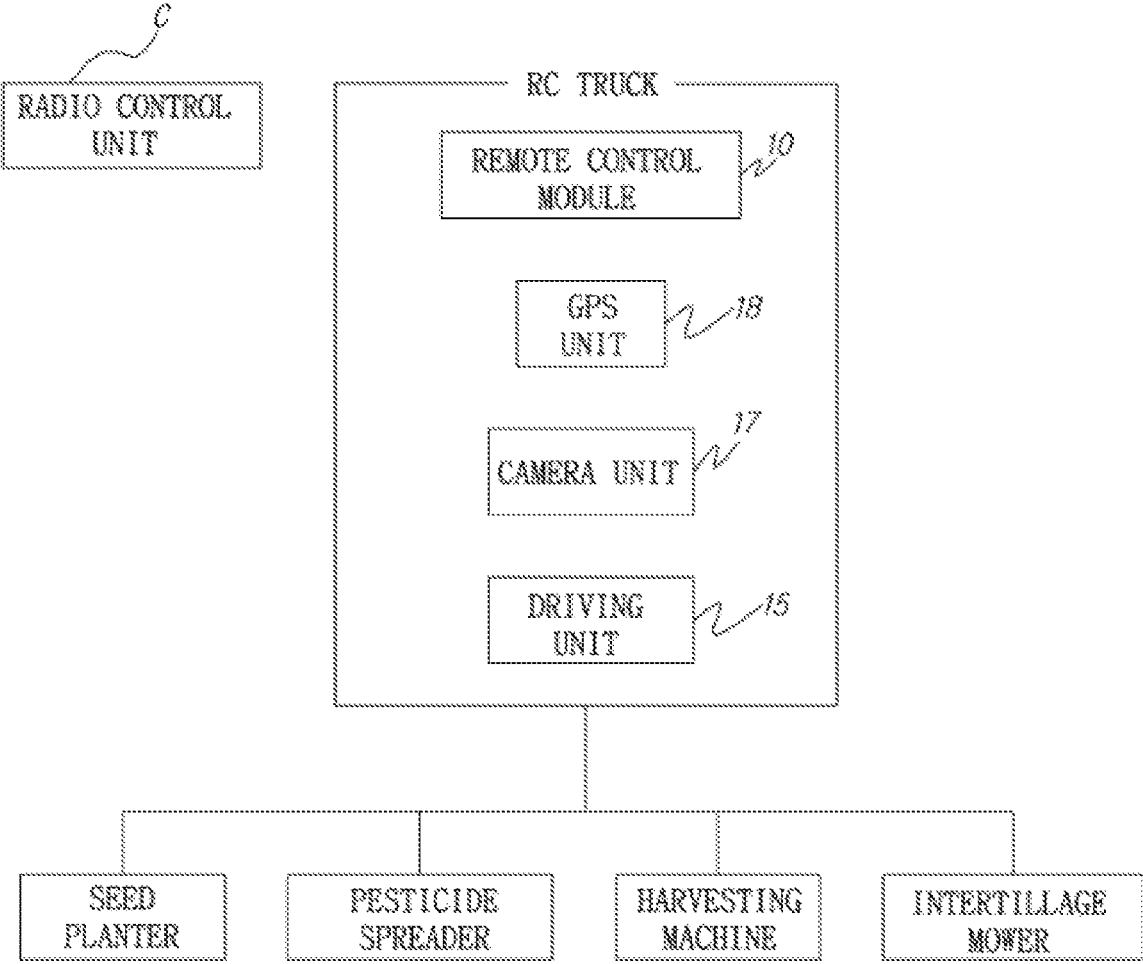 C
RADIO CONTROL
UNIT
RC TRUCK
REMOTE CONTROL
MODULE
10
GPS
UNIT
18
CAMERA UNIT
17
DRIVING
UNIT
15
SEED
PLANTER
PESTICIDE
SPREADER
HARVESTING
MACHINE
INTERTILLAGE
MOWER